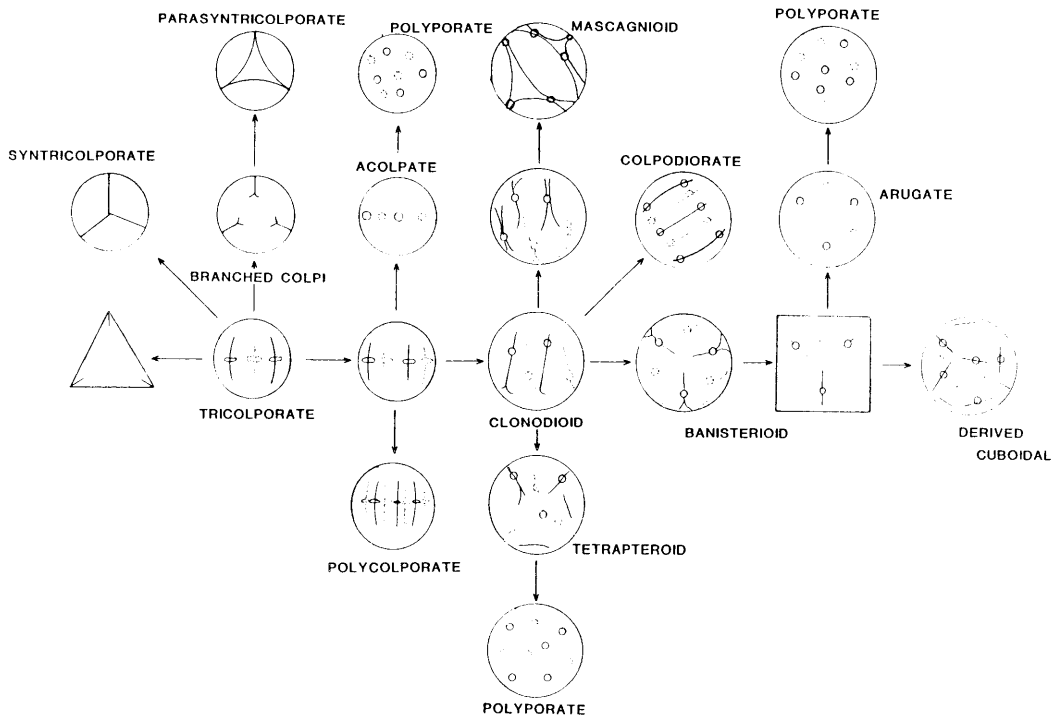 PARASYNTRICOLPORATE
POLYPORATE
MASCAGNIOID
POLYPORATE
SYNTRICOLPORATE
ACOLPATE
COLPODIORATE
ARUGATE
BRANCHED COLPI
TRICOLPORATE
CLONODIOID
BANISTERIOID
DERIVED
CUBOIDAL
POLYCOLPORATE
TETRAPTEROID
POLYPORATE